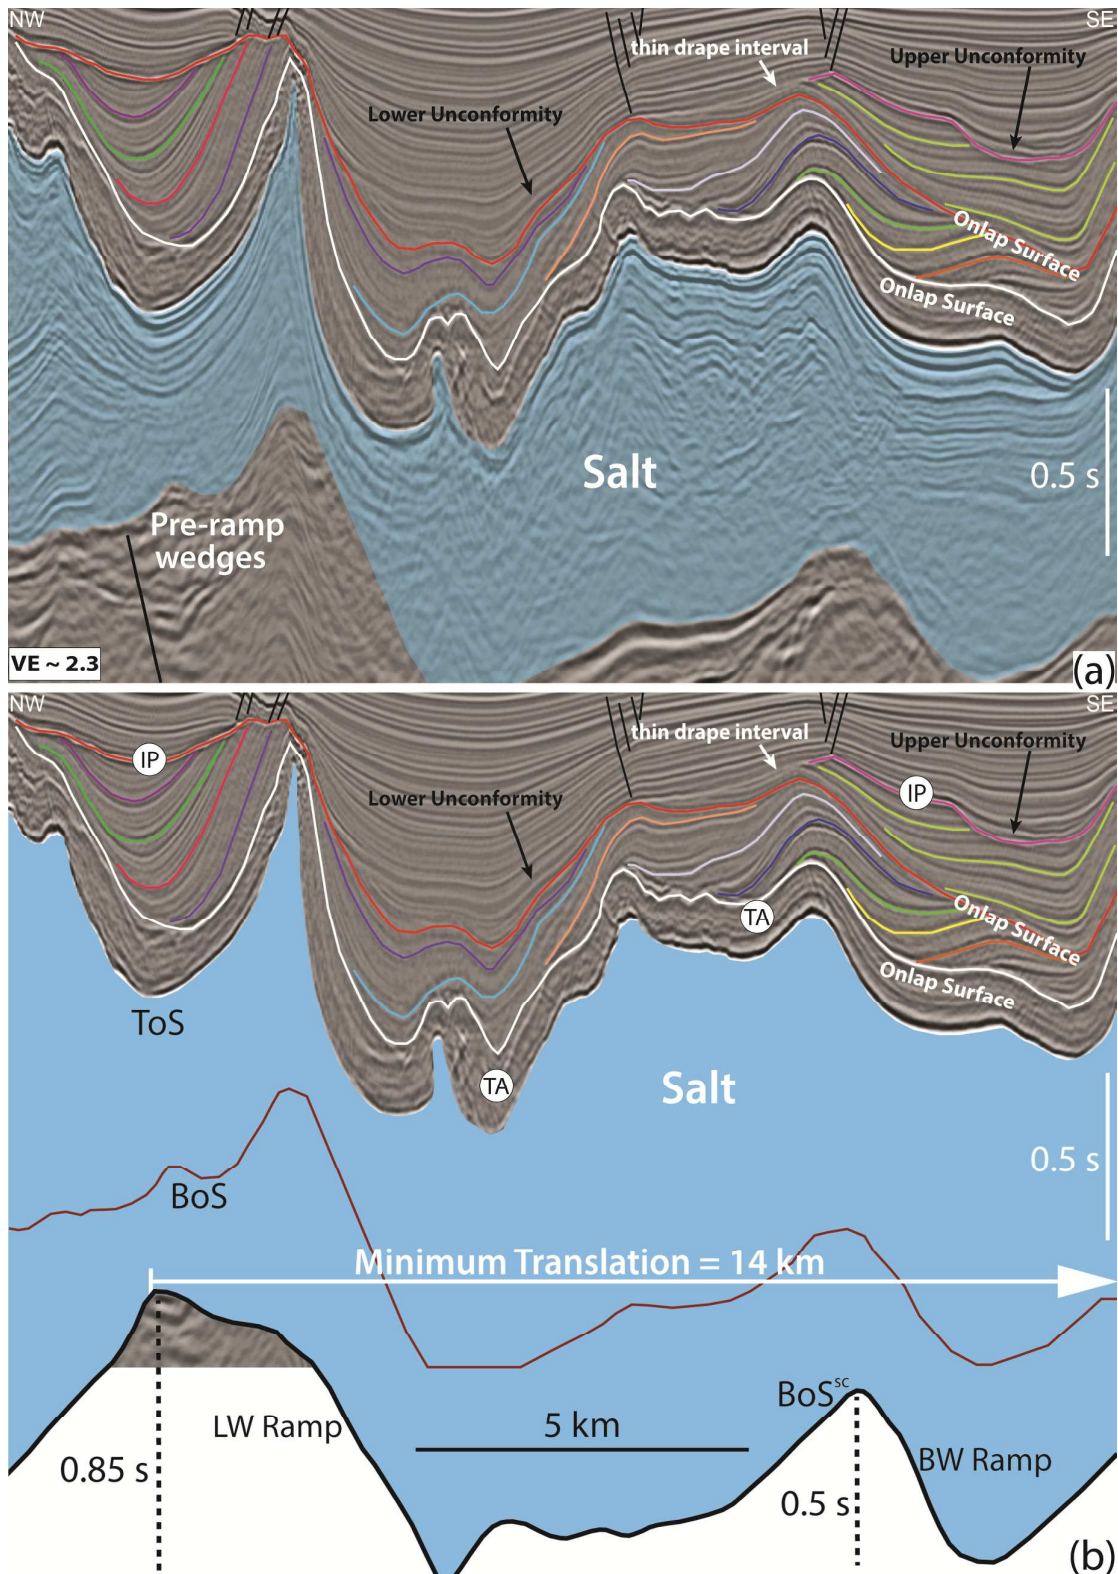 NW
SE
thin drape interval
Upper Unconformity
Lower Unconformity
Onlap Surface
Onlap Surface
Salt
0.5 s
Pre-ramp
wedges
VE ~ 2.3
(a)
NW
SE
thin drape interval
IP
Upper Unconformity
IP
Lower Unconformity
TA
Onlap Surface
Onlap Surface
ToS
TA
Salt
0.5 s
BoS
Minimum Translation = 14 km
BoSˢᶜ
5 km
LW Ramp
BW Ramp
0.85 s
0.5 s
(b)